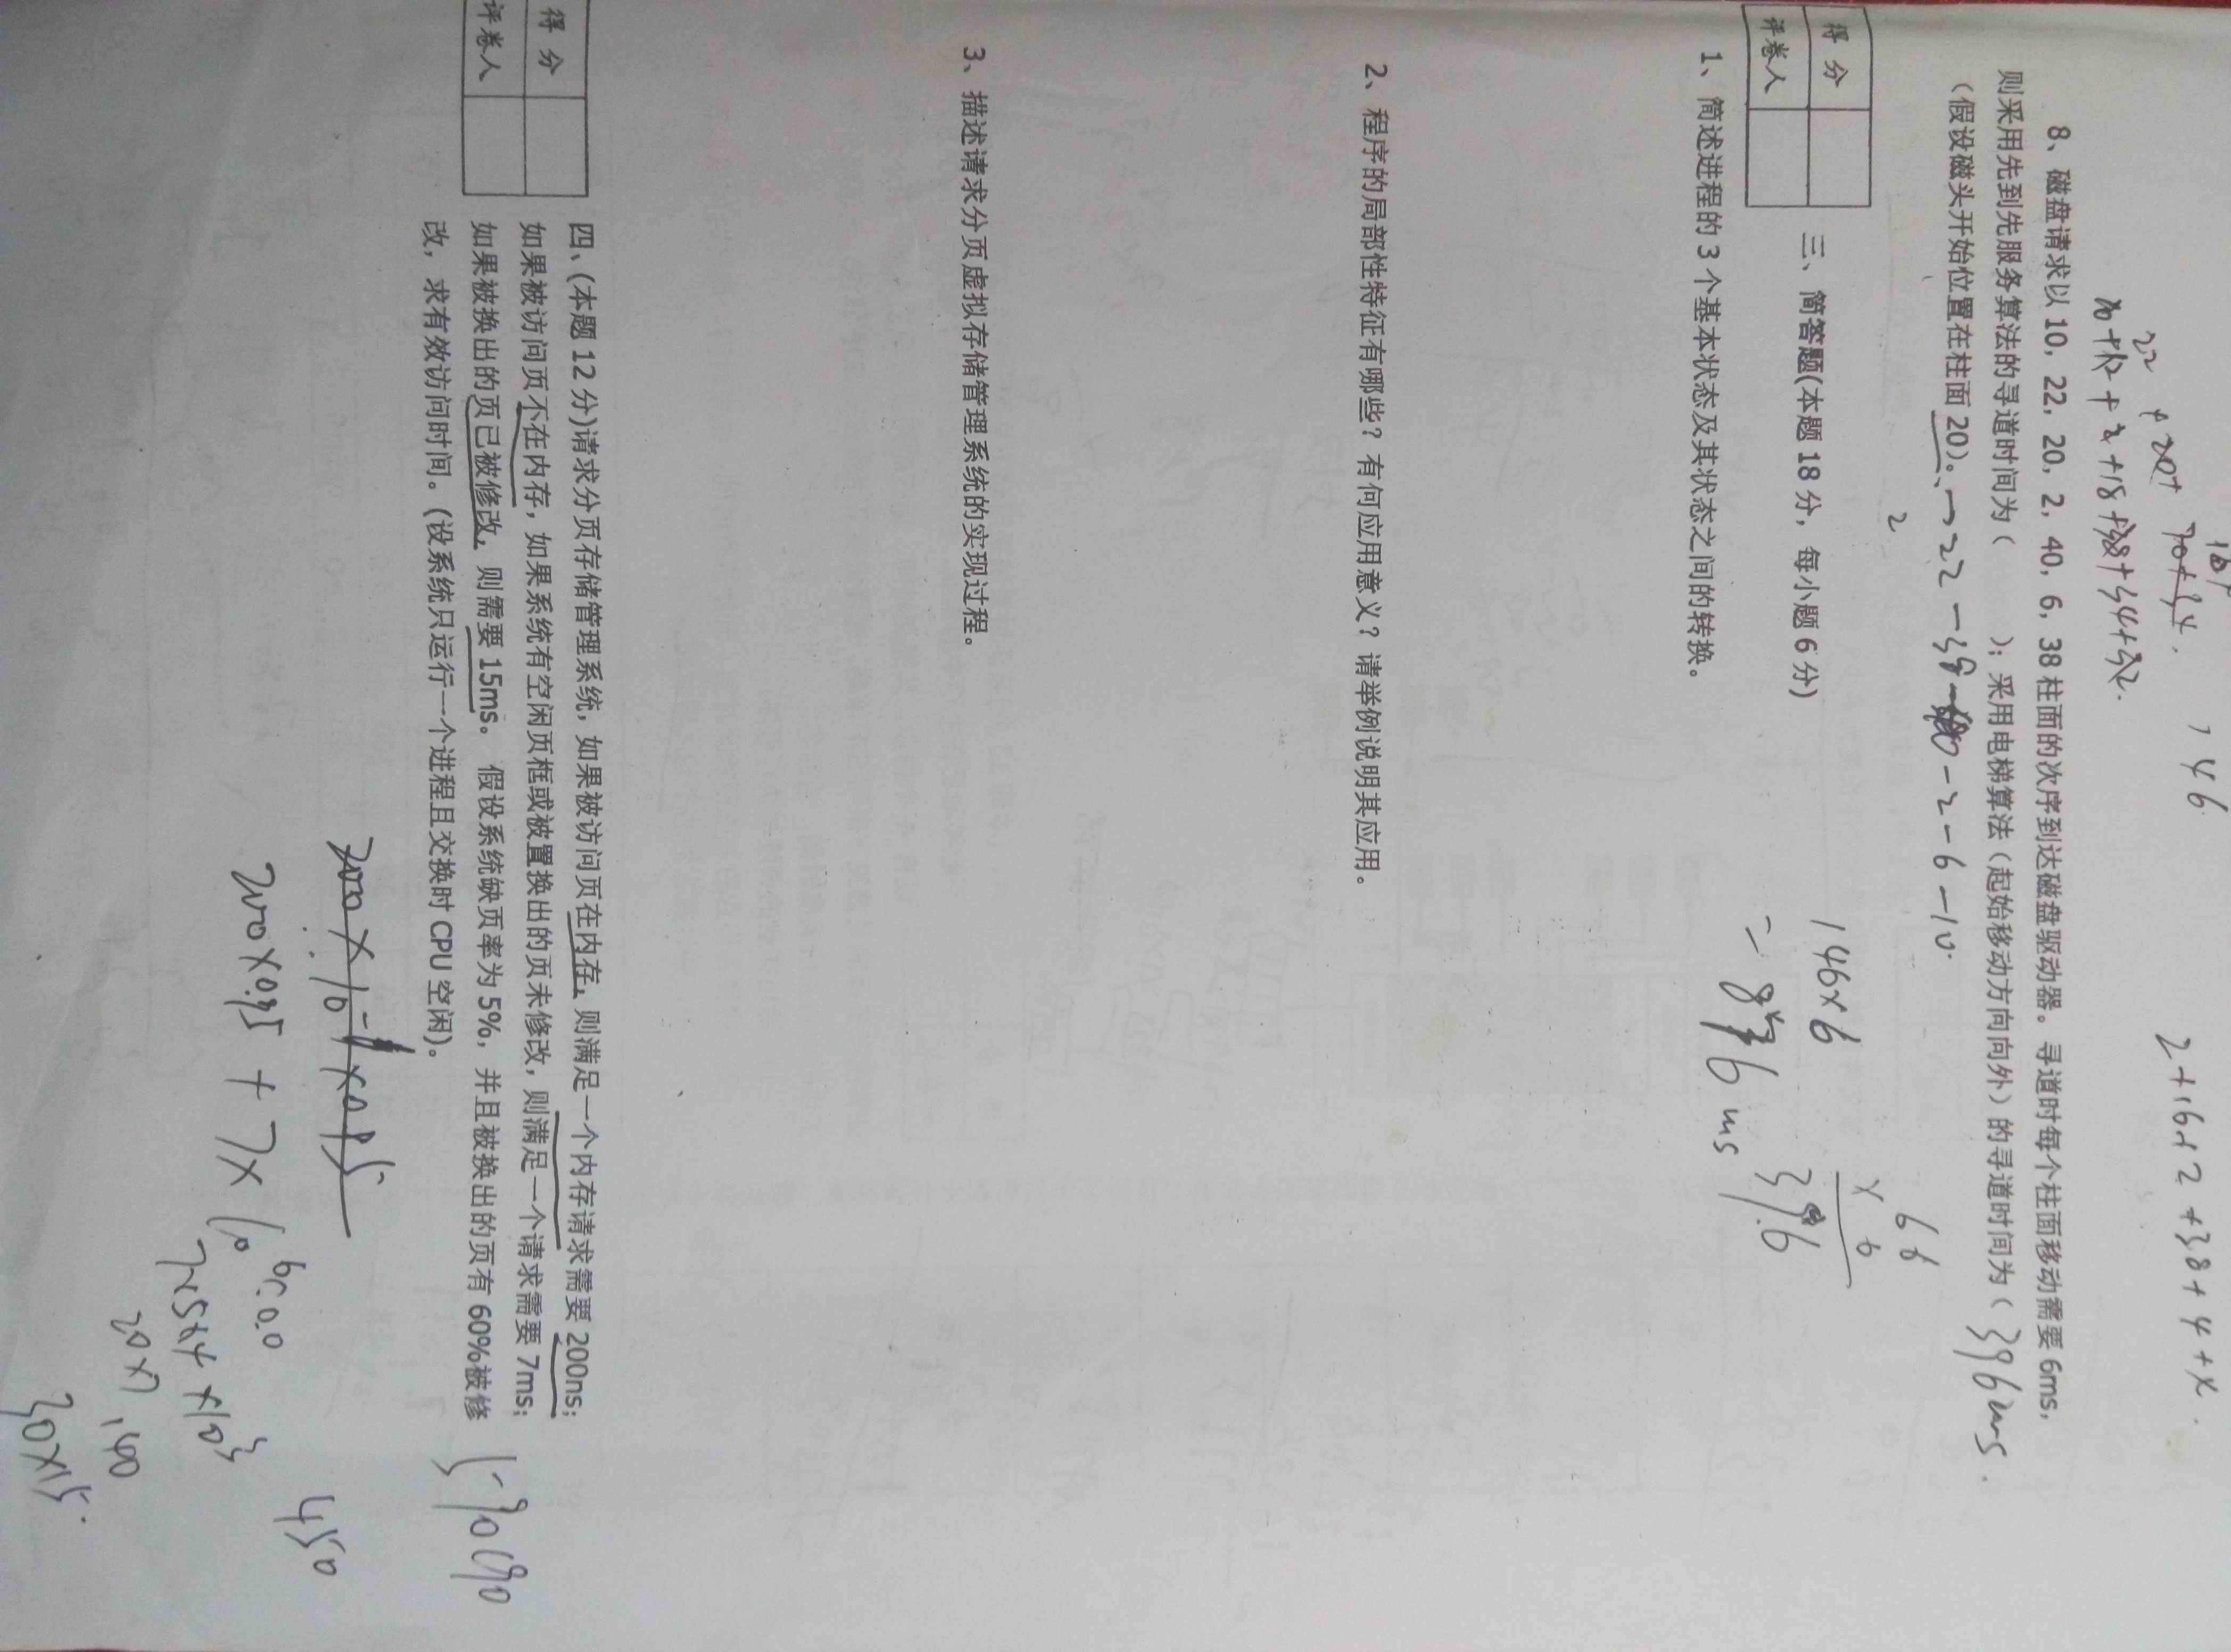 146
2+16+2+38+4+x.
22 +20+
+12+2+18+38+34+32.
8、磁盘请求以 10，22，20，2，40，6，38 柱面的次序到达磁盘驱动器。寻道时每个柱面移动需要 6ms，
则采用先到先服务算法的寻道时间为（ ）；采用电梯算法（起始移动方向向外）的寻道时间为（ 396ms.
（假设磁头开始位置在柱面 20）。→22－38－40－2－6－10.
2
66
×6
396
146×6
=876ms
得分
评卷人
三、简答题(本题 18 分，每小题 6 分)
1、简述进程的 3 个基本状态及其状态之间的转换。
2、程序的局部性特征有哪些？有何应用意义？请举例说明其应用。
3、描述请求分页虚拟存储管理系统的实现过程。
得分
评卷人
四、(本题 12 分)请求分页存储管理系统，如果被访问页在内存，则满足一个内存请求需要 200ns；
如果被访问页不在内存，如果系统有空闲页框或被置换出的页未修改，则满足一个请求需要 7ms；
如果被换出的页已被修改，则需要 15ms。 假设系统缺页率为 5%，并且被换出的页有 60%被修
改，求有效访问时间。(设系统只运行一个进程且交换时 CPU 空闲)。
590190
200×0.95+7×10
450
7×5×4×10³
20×7 140
30×15